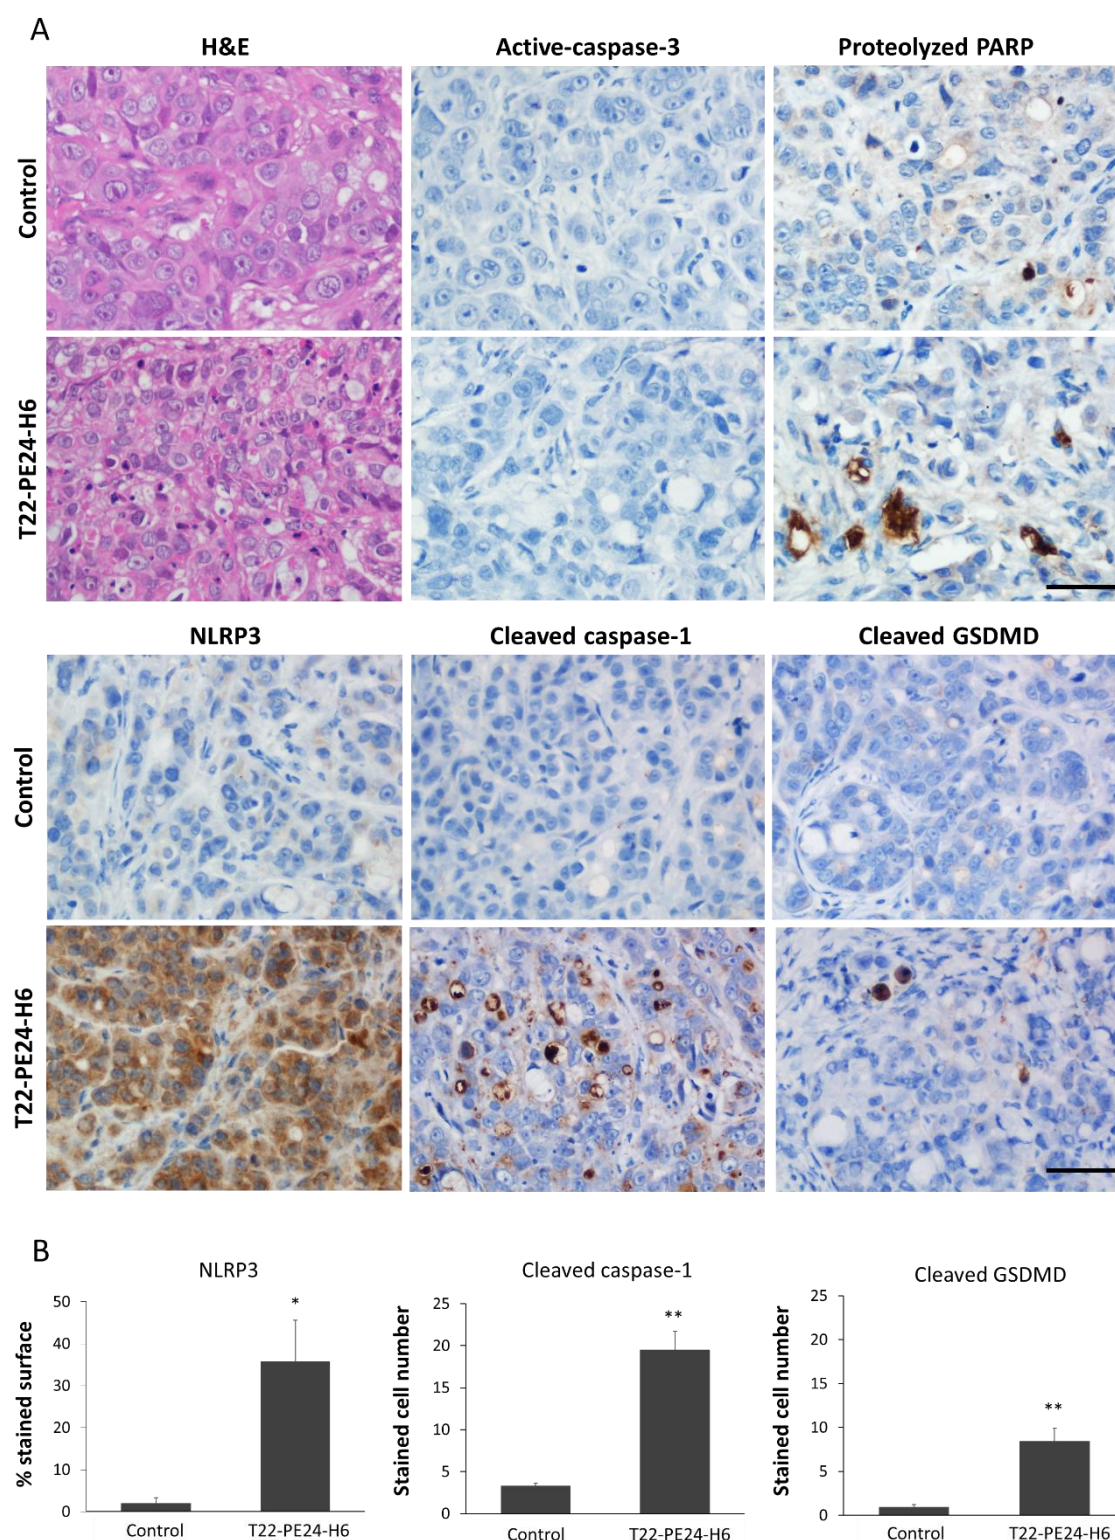 A
H&E Active-caspase-3 Proteolyzed PARP
Control
T22-PE24-H6
NLRP3 Cleaved caspase-1 Cleaved GSDMD
Control
T22-PE24-H6
B
NLRP3
% stained surface
50
40
30
20
10
0
*
Control T22-PE24-H6
Cleaved caspase-1
Stained cell number
25
20
15
10
5
0
**
Control T22-PE24-H6
Cleaved GSDMD
Stained cell number
25
20
15
10
5
0
**
Control T22-PE24-H6